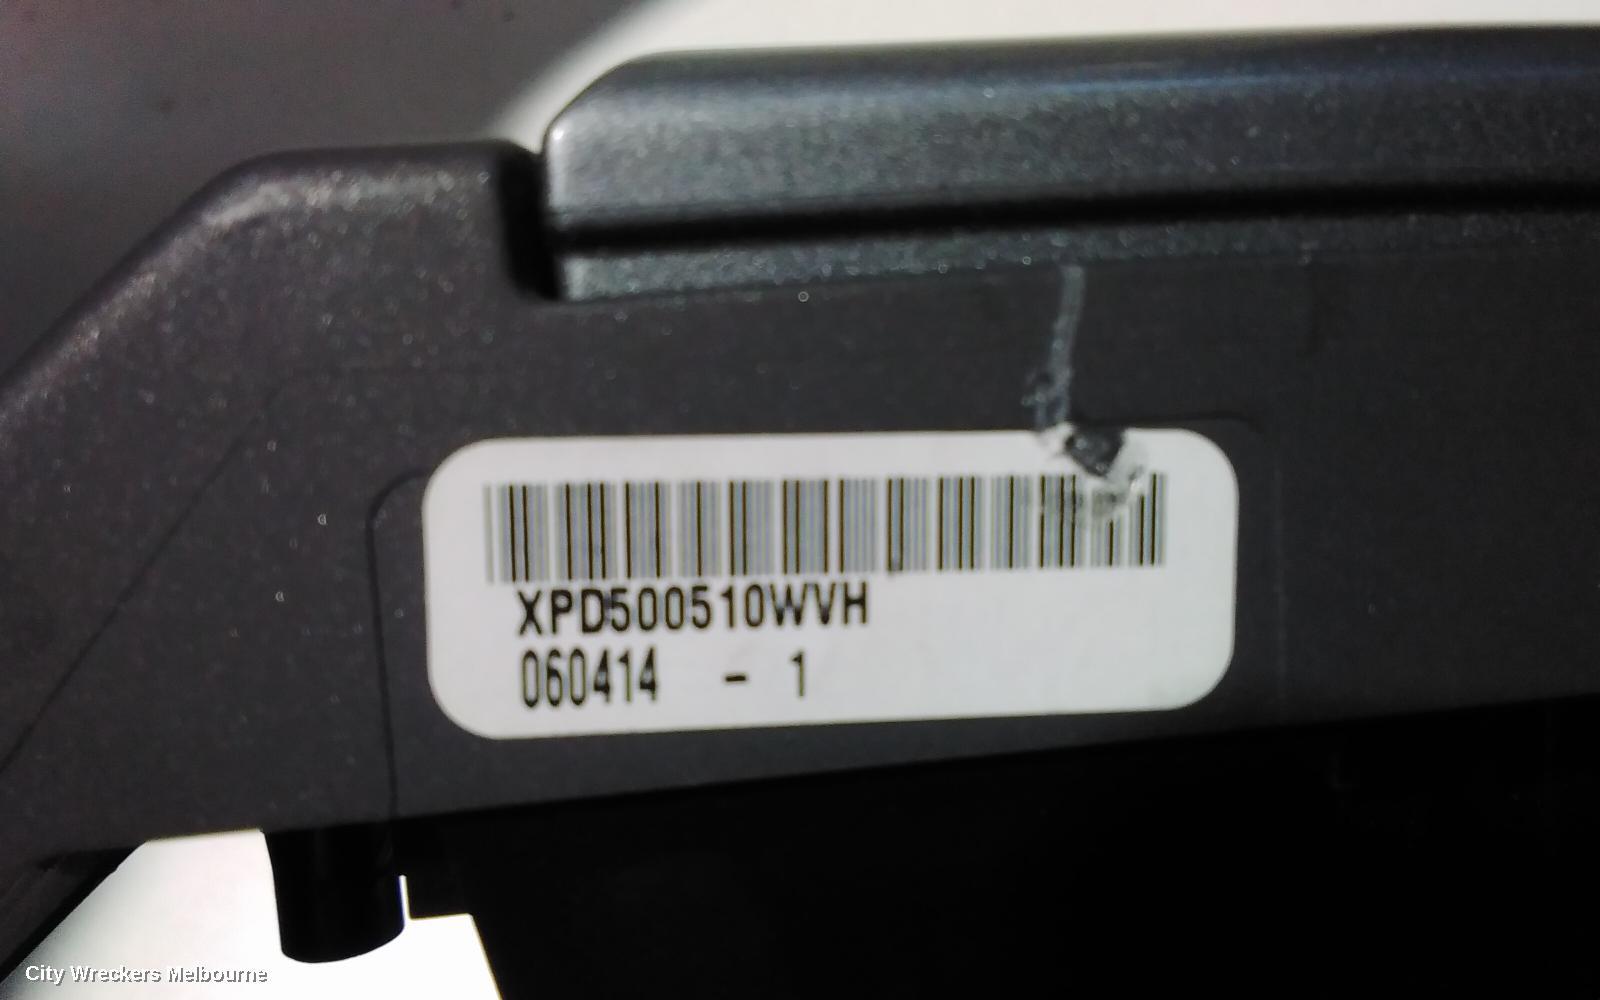 XPD500510WVH
060414 - 1
City Wreckers Melbourne